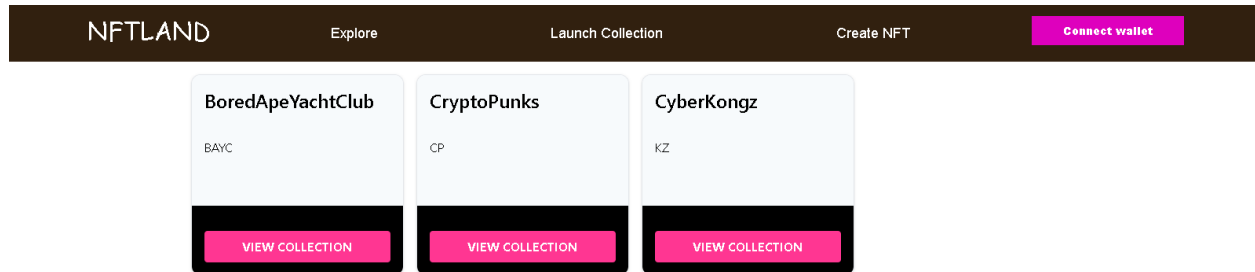 NFTLAND Explore Launch Collection Create NFT Connect wallet
BoredApeYachtClub
BAYC
VIEW COLLECTION
CryptoPunks
CP
VIEW COLLECTION
CyberKongz
KZ
VIEW COLLECTION